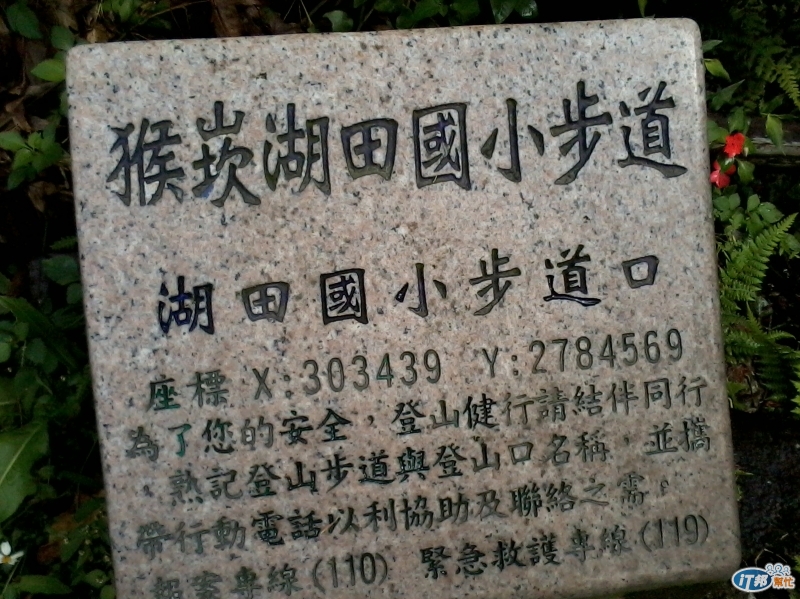 猴崁湖田國小步道
湖田國小步道口
座標 X:303439 Y:2784569
為了您的安全，登山健行請結伴同行
、熟記登山步道與登山口名稱，並攜
帶行動電話以利協助及聯絡之需。
報案專線(110) 緊急救護專線(119)
iT邦幫忙